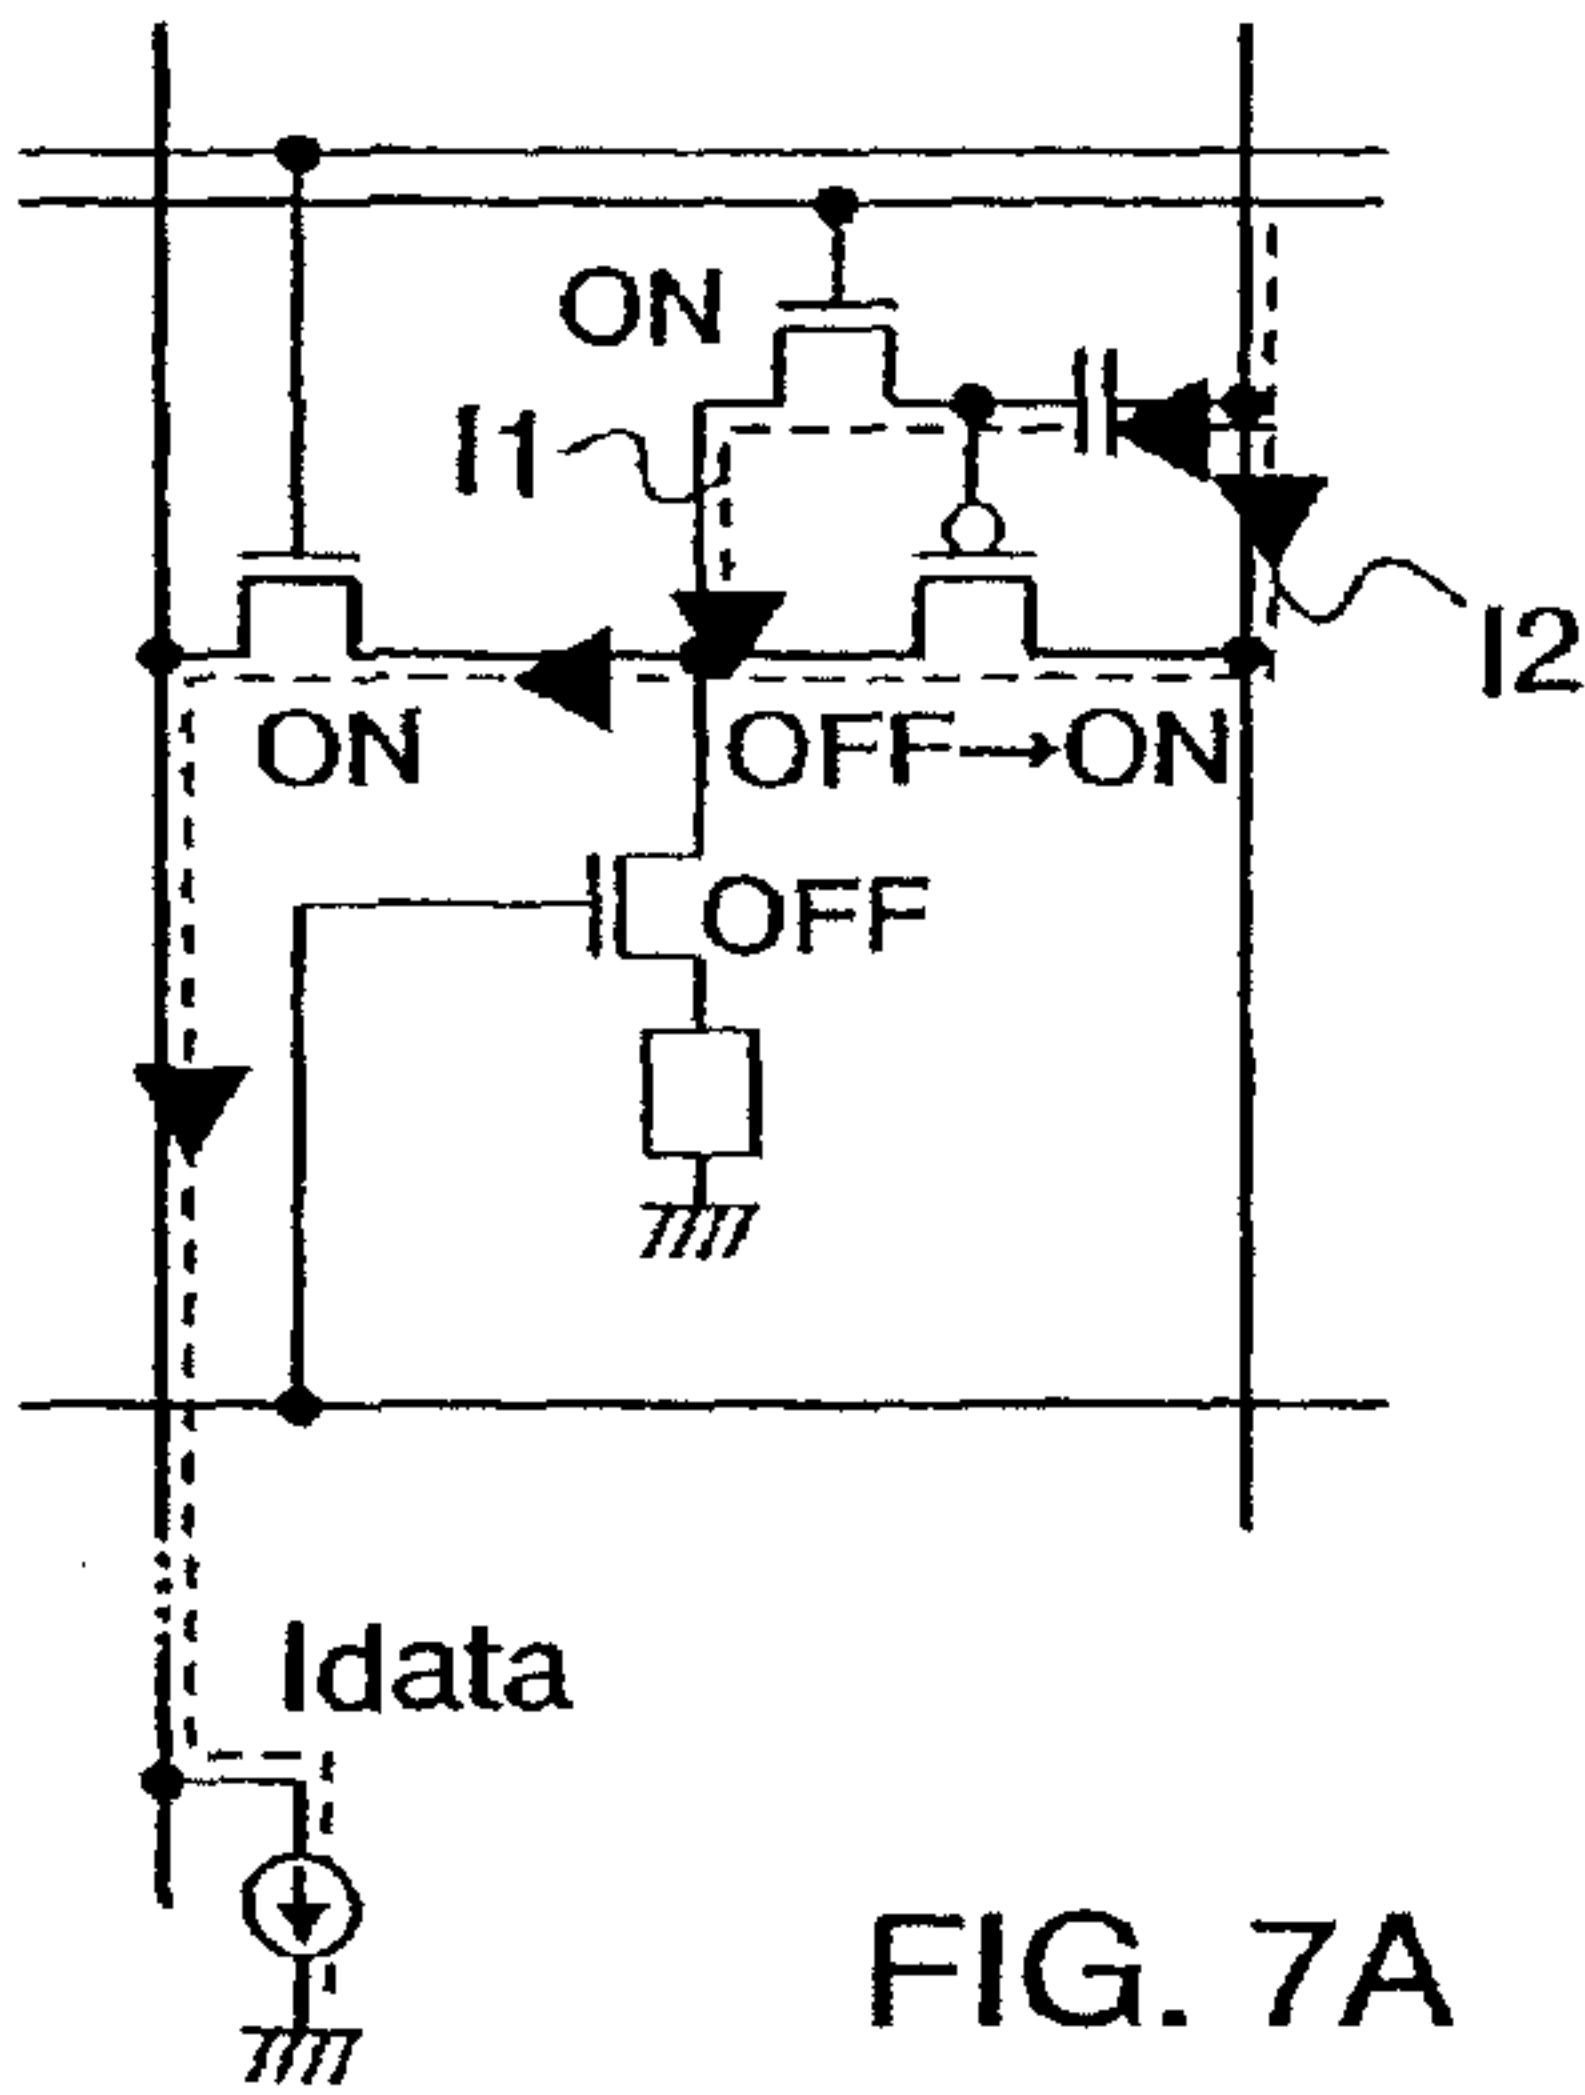 ON
I1
I2
ON
OFF→ON
OFF
Idata
FIG. 7A